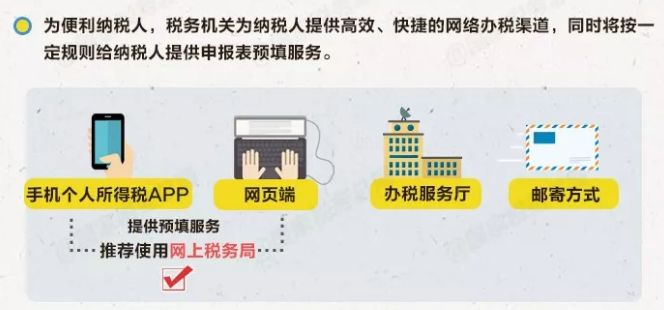 为便利纳税人，税务机关为纳税人提供高效、快捷的网络办税渠道，同时将按一
定规则给纳税人提供申报表预填服务。
手机个人所得税APP 网页端 办税服务厅 邮寄方式
提供预填服务
推荐使用网上税务局